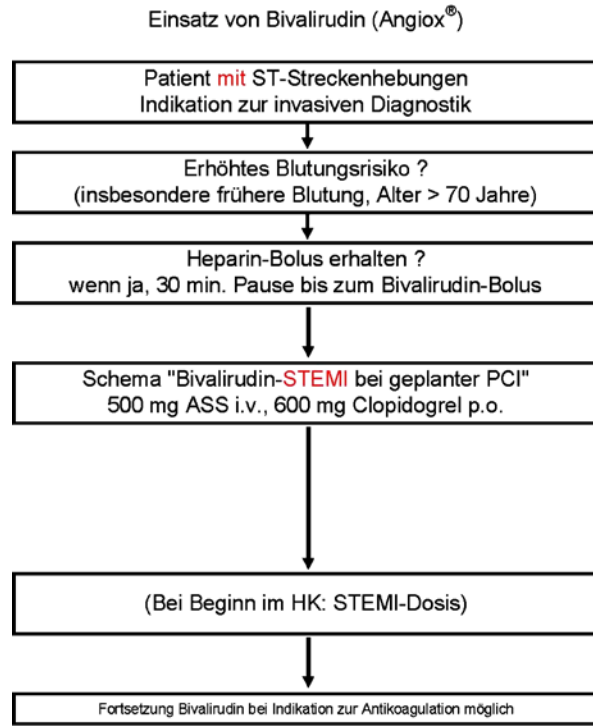 Einsatz von Bivalirudin (Angiox®)
Patient mit ST-Streckenhebungen
Indikation zur invasiven Diagnostik
Erhöhtes Blutungsrisiko ?
(insbesondere frühere Blutung, Alter > 70 Jahre)
Heparin-Bolus erhalten ?
wenn ja, 30 min. Pause bis zum Bivalirudin-Bolus
Schema "Bivalirudin-STEMI bei geplanter PCI"
500 mg ASS i.v., 600 mg Clopidogrel p.o.
(Bei Beginn im HK: STEMI-Dosis)
Fortsetzung Bivalirudin bei Indikation zur Antikoagulation möglich